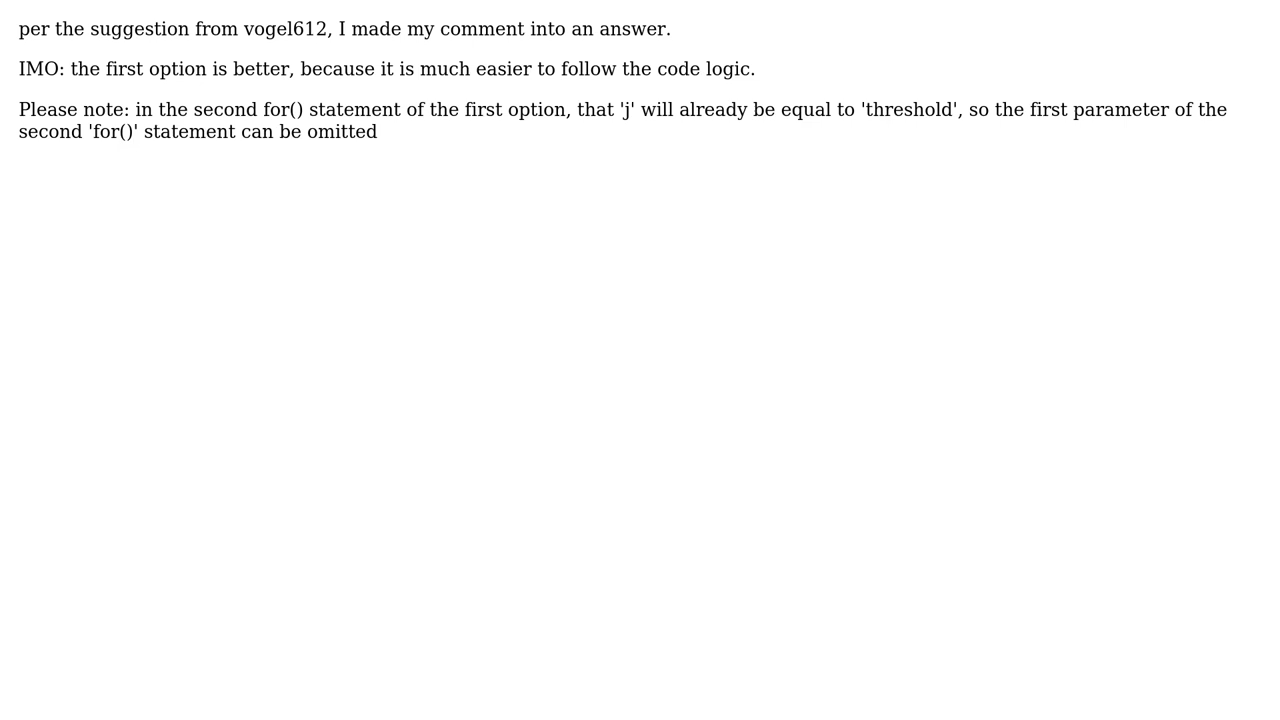 per the suggestion from vogel612, I made my comment into an answer.
IMO: the first option is better, because it is much easier to follow the code logic.
Please note: in the second for() statement of the first option, that 'j' will already be equal to 'threshold', so the first parameter of the
second 'for()' statement can be omitted